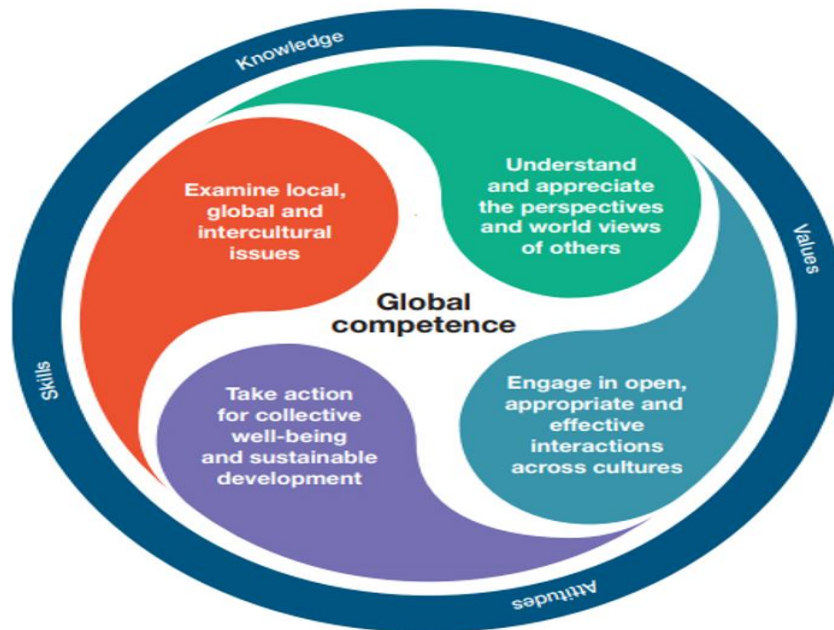 Knowledge
Examine local,
global and
intercultural
issues
Understand
and appreciate
the perspectives
and world views
of others
Values
Global
competence
Skills
Take action
for collective
well-being
and sustainable
development
Engage in open,
appropriate and
effective
interactions
across cultures
Attitudes